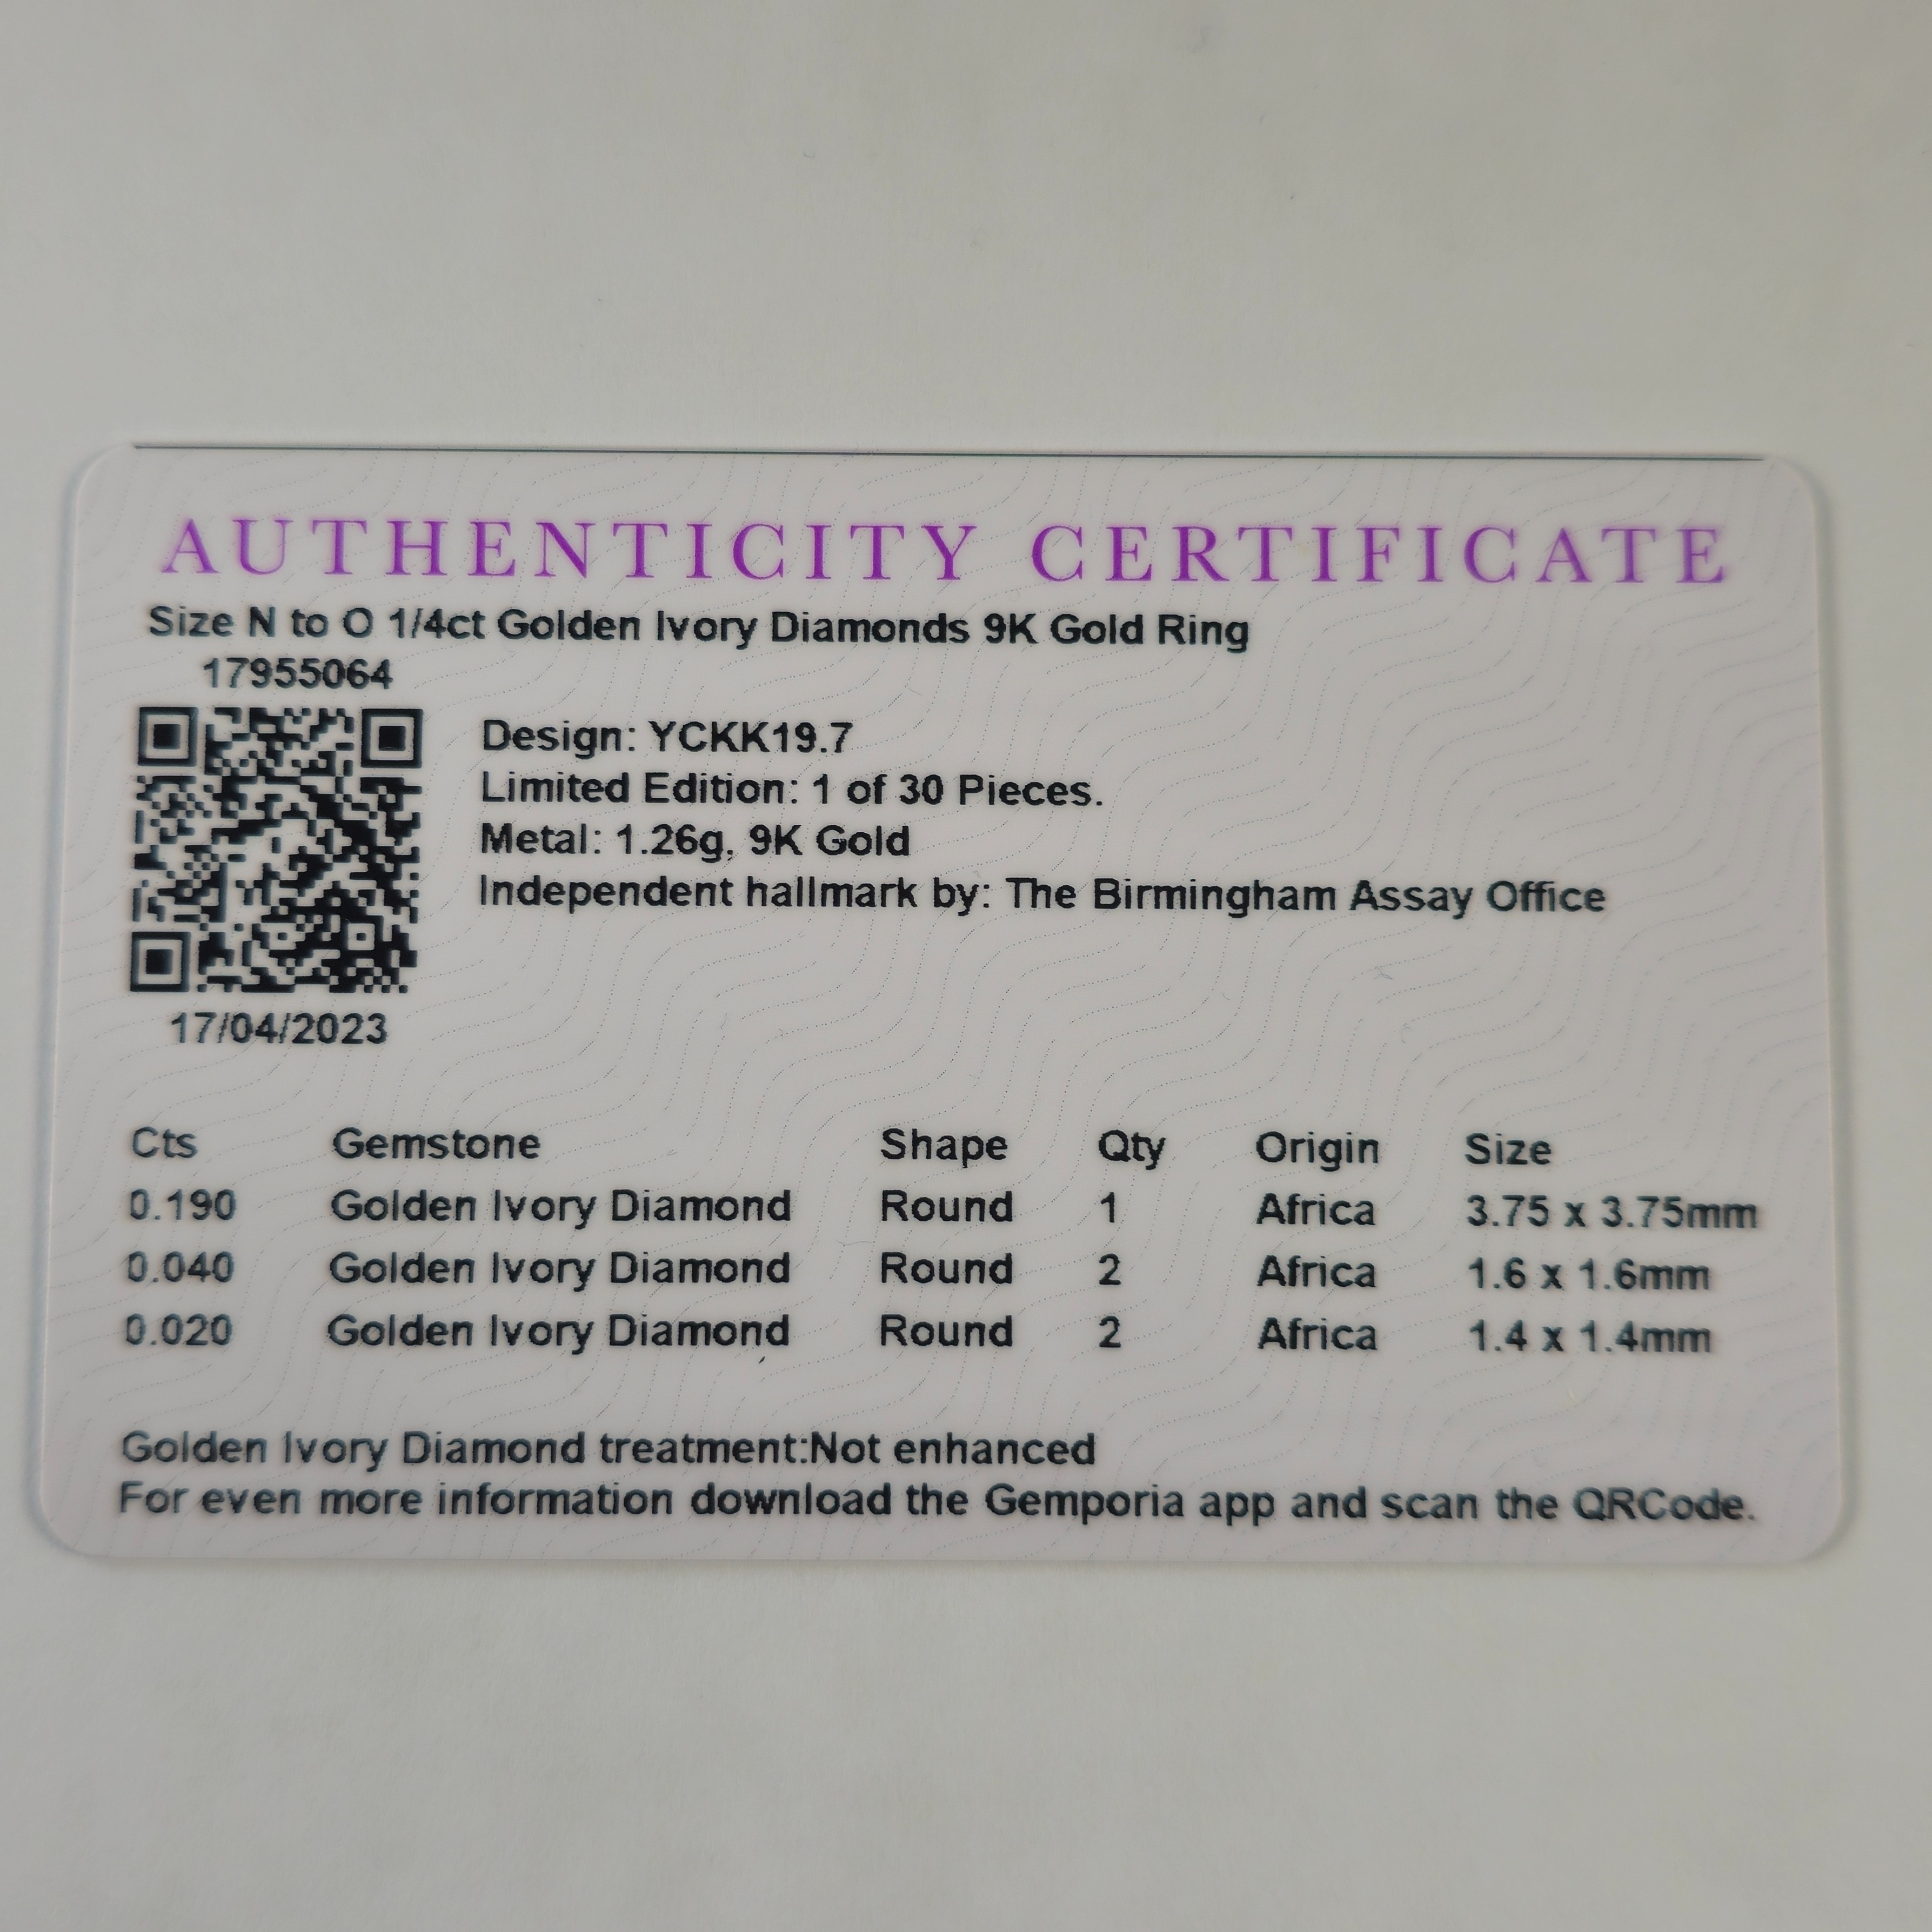 AUTHENTICITY CERTIFICATE
Size N to O 1/4ct Golden Ivory Diamonds 9K Gold Ring
17955064
Design: YCKK19.7
Limited Edition: 1 of 30 Pieces.
Metal: 1.26g, 9K Gold
Independent hallmark by: The Birmingham Assay Office
17/04/2023
Cts Gemstone Shape Qty Origin Size
0.190 Golden Ivory Diamond Round 1 Africa 3.75 x 3.75mm
0.040 Golden Ivory Diamond Round 2 Africa 1.6 x 1.6mm
0.020 Golden Ivory Diamond Round 2 Africa 1.4 x 1.4mm
Golden Ivory Diamond treatment:Not enhanced
For even more information download the Gemporia app and scan the QRCode.